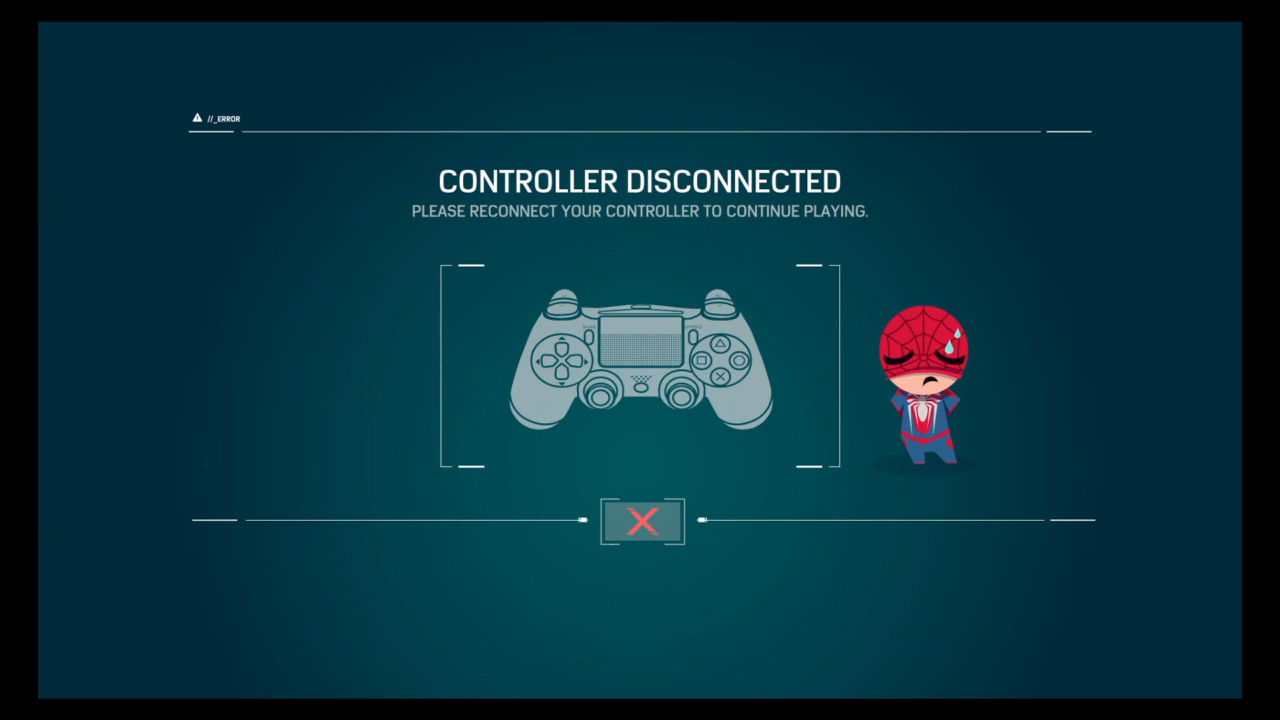 //_ERROR
CONTROLLER DISCONNECTED
PLEASE RECONNECT YOUR CONTROLLER TO CONTINUE PLAYING.